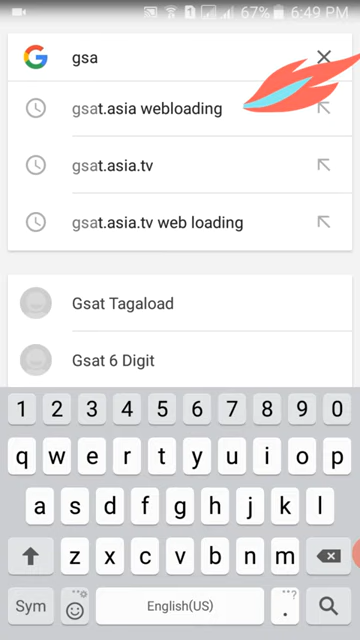 1 67% 6:49 PM
G gsa
gsat.asia webloading
gsat.asia.tv
gsat.asia.tv web loading
Gsat Tagaload
Gsat 6 Digit
1 2 3 4 5 6 7 8 9 0
q w e r t y u i o p
a s d f g h j k l
z x c v b n m
Sym English(US) . ?